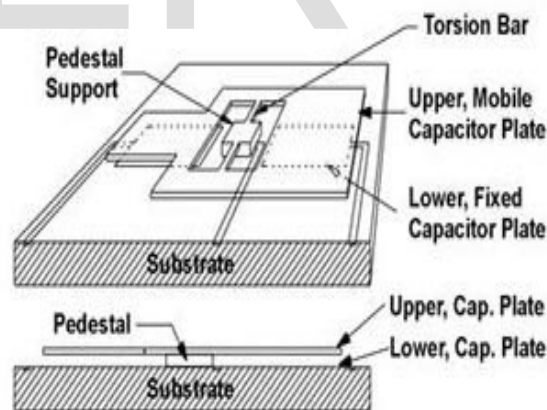 Torsion Bar
Pedestal
Support
Upper, Mobile
Capacitor Plate
Lower, Fixed
Capacitor Plate
Substrate
Upper, Cap. Plate
Pedestal
Lower, Cap. Plate
Substrate